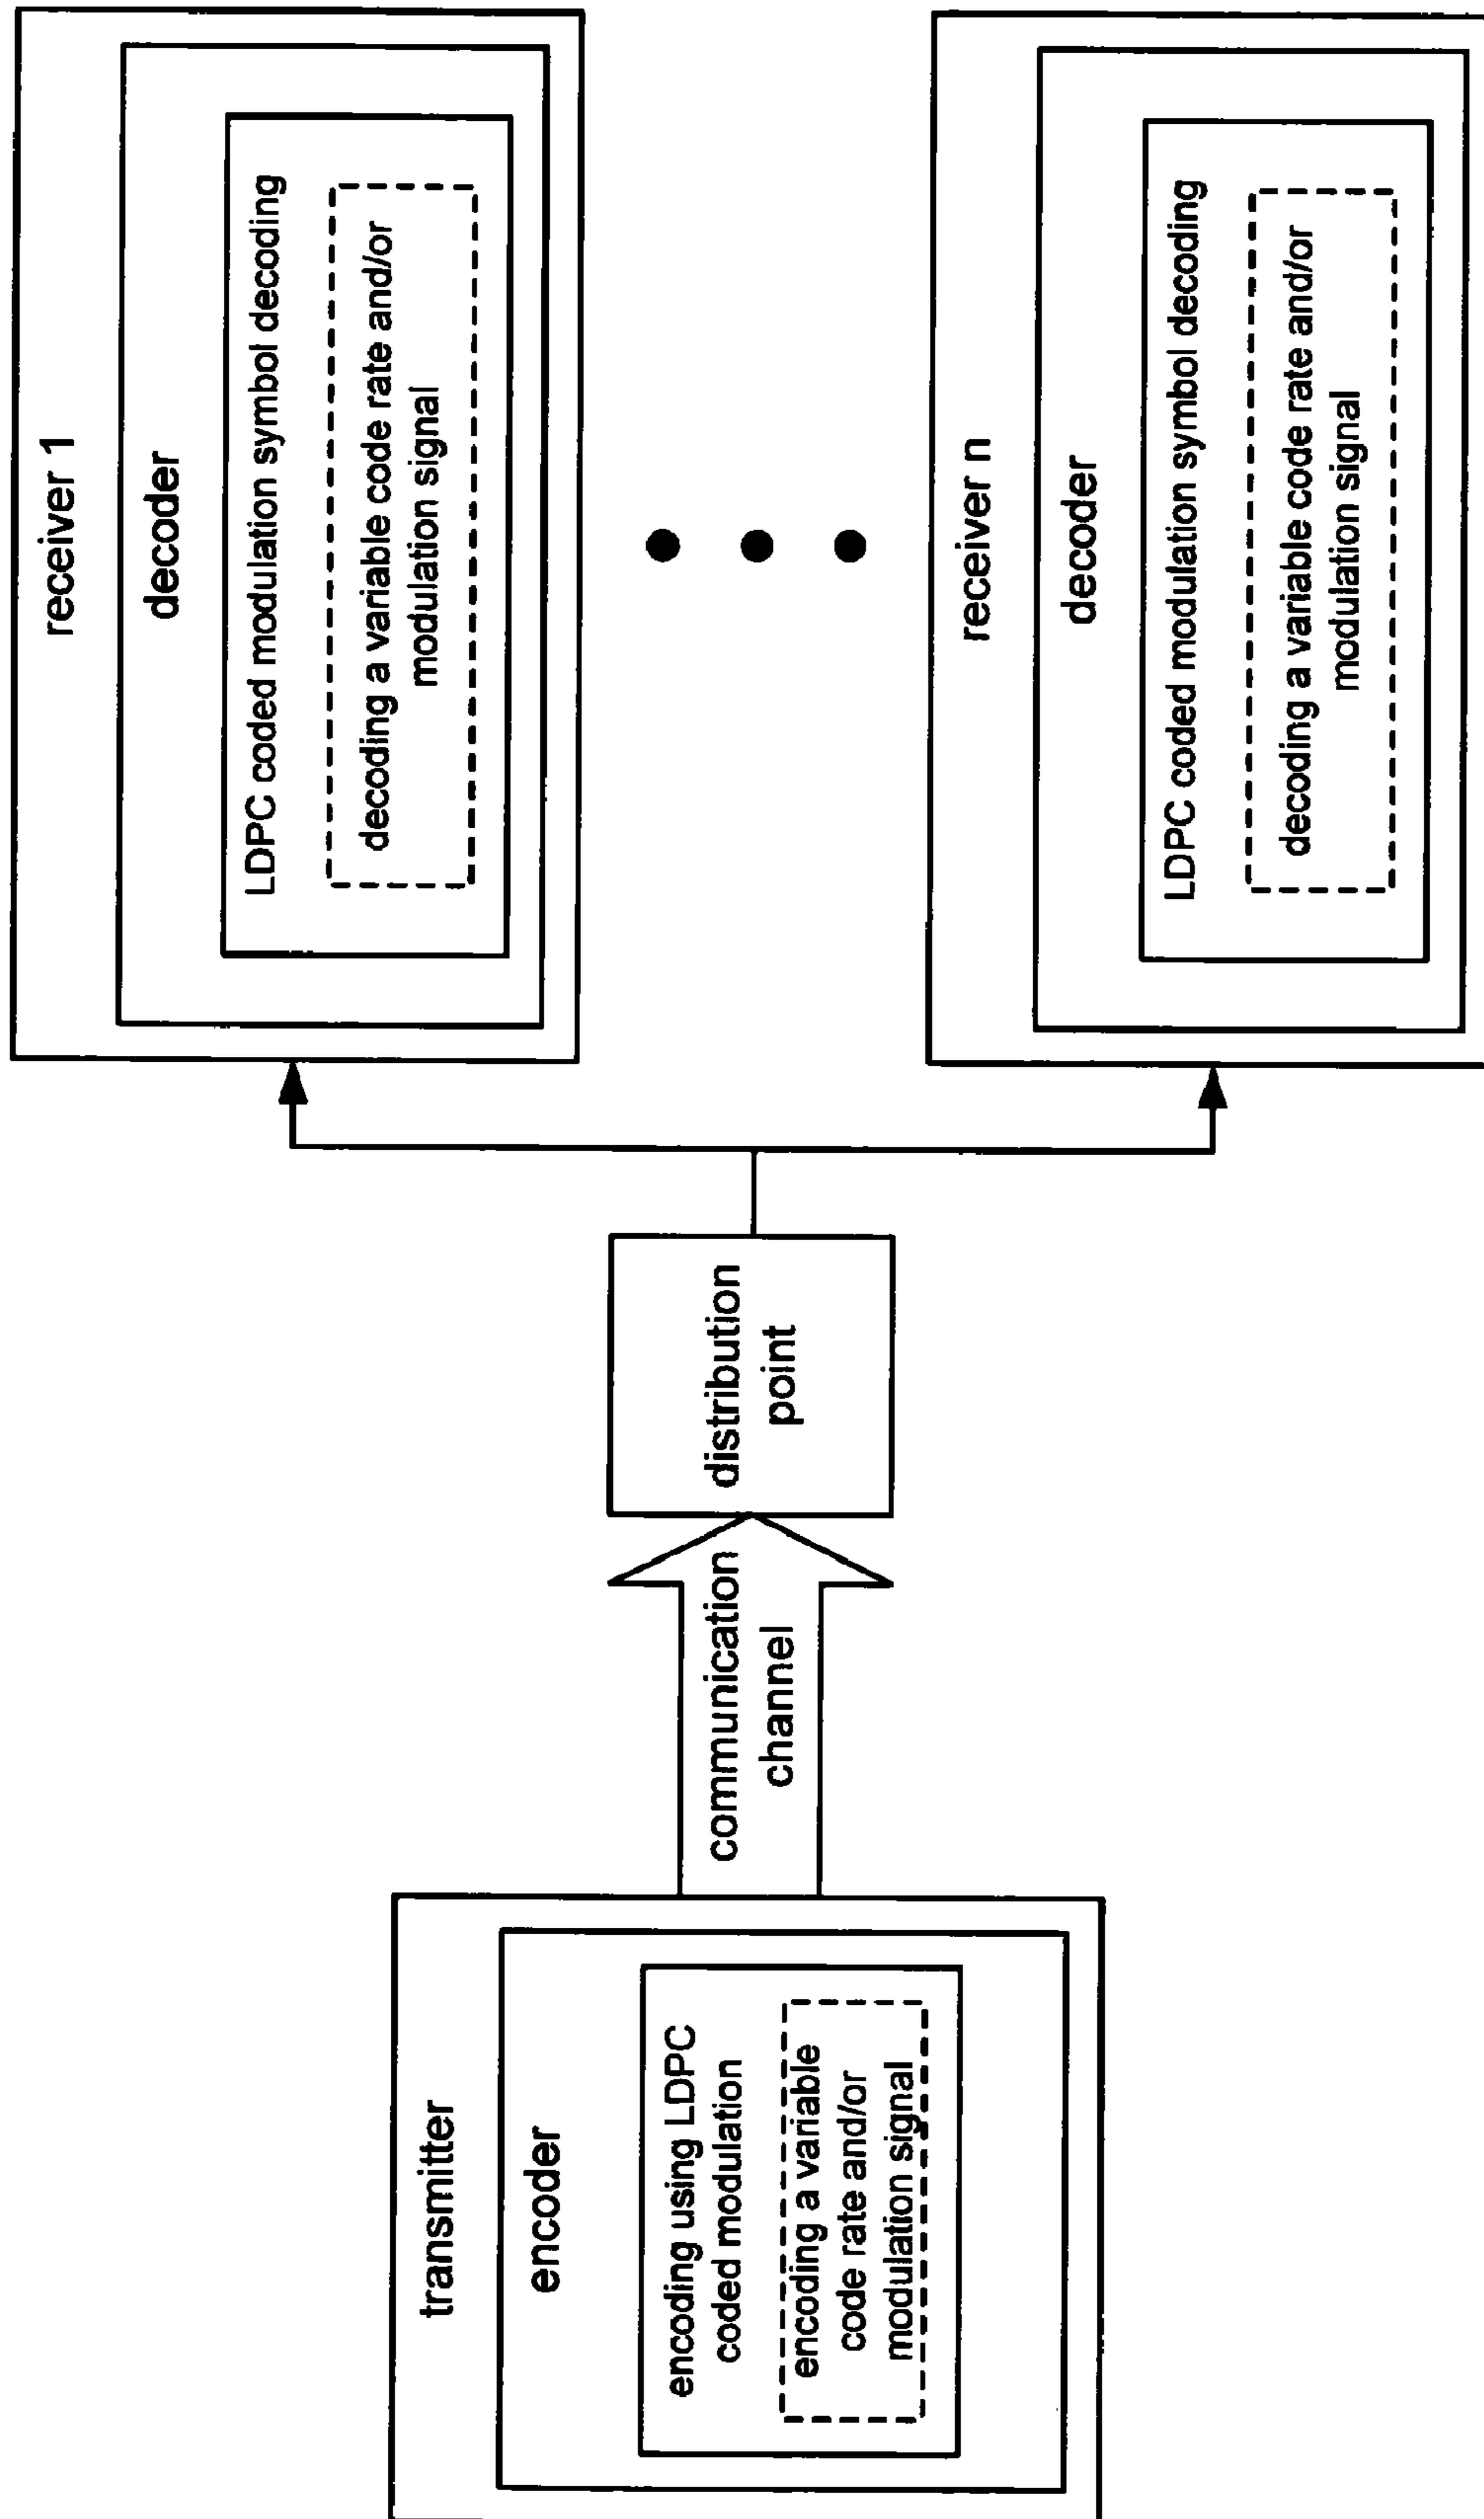 transmitter
encoder
encoding using LDPC
coded modulation
encoding a variable
code rate and/or
modulation signal
communication
channel
distribution
point
receiver 1
decoder
LDPC coded modulation symbol decoding
decoding a variable code rate and/or
modulation signal
receiver n
decoder
LDPC coded modulation symbol decoding
decoding a variable code rate and/or
modulation signal